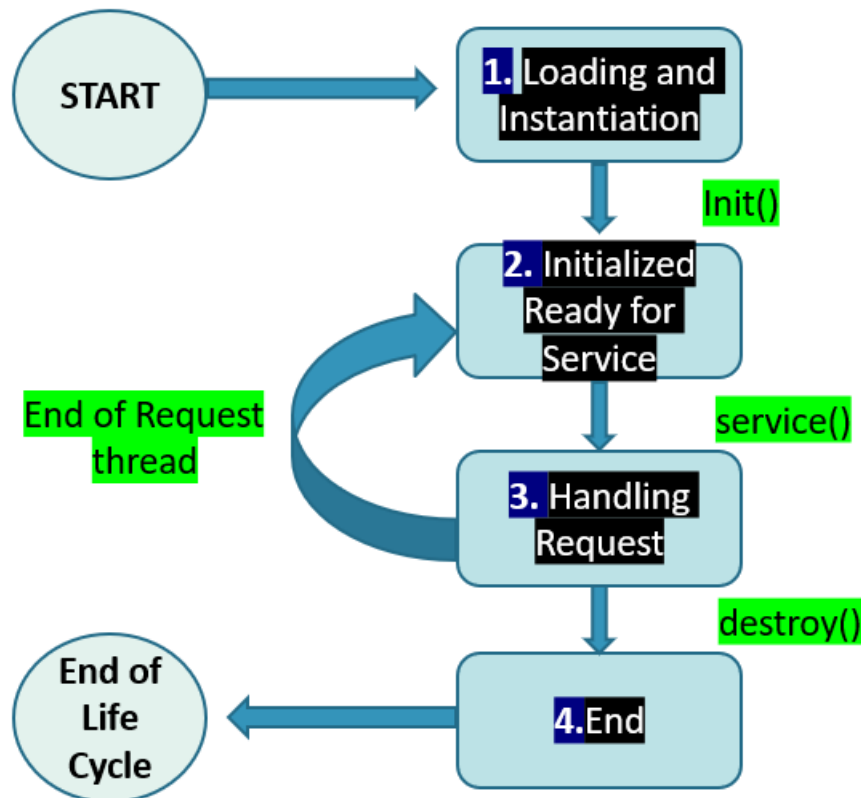 START
1. Loading and
Instantiation
Init()
2. Initialized
Ready for
Service
End of Request
thread
service()
3. Handling
Request
destroy()
4.End
End of
Life
Cycle